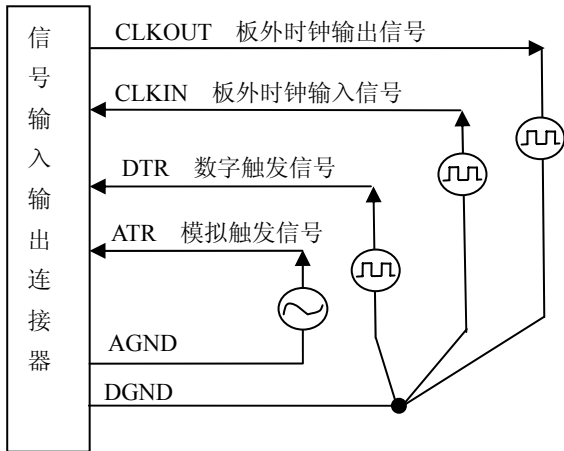 信号输入输出连接器
CLKOUT 板外时钟输出信号
CLKIN 板外时钟输入信号
DTR 数字触发信号
ATR 模拟触发信号
AGND
DGND